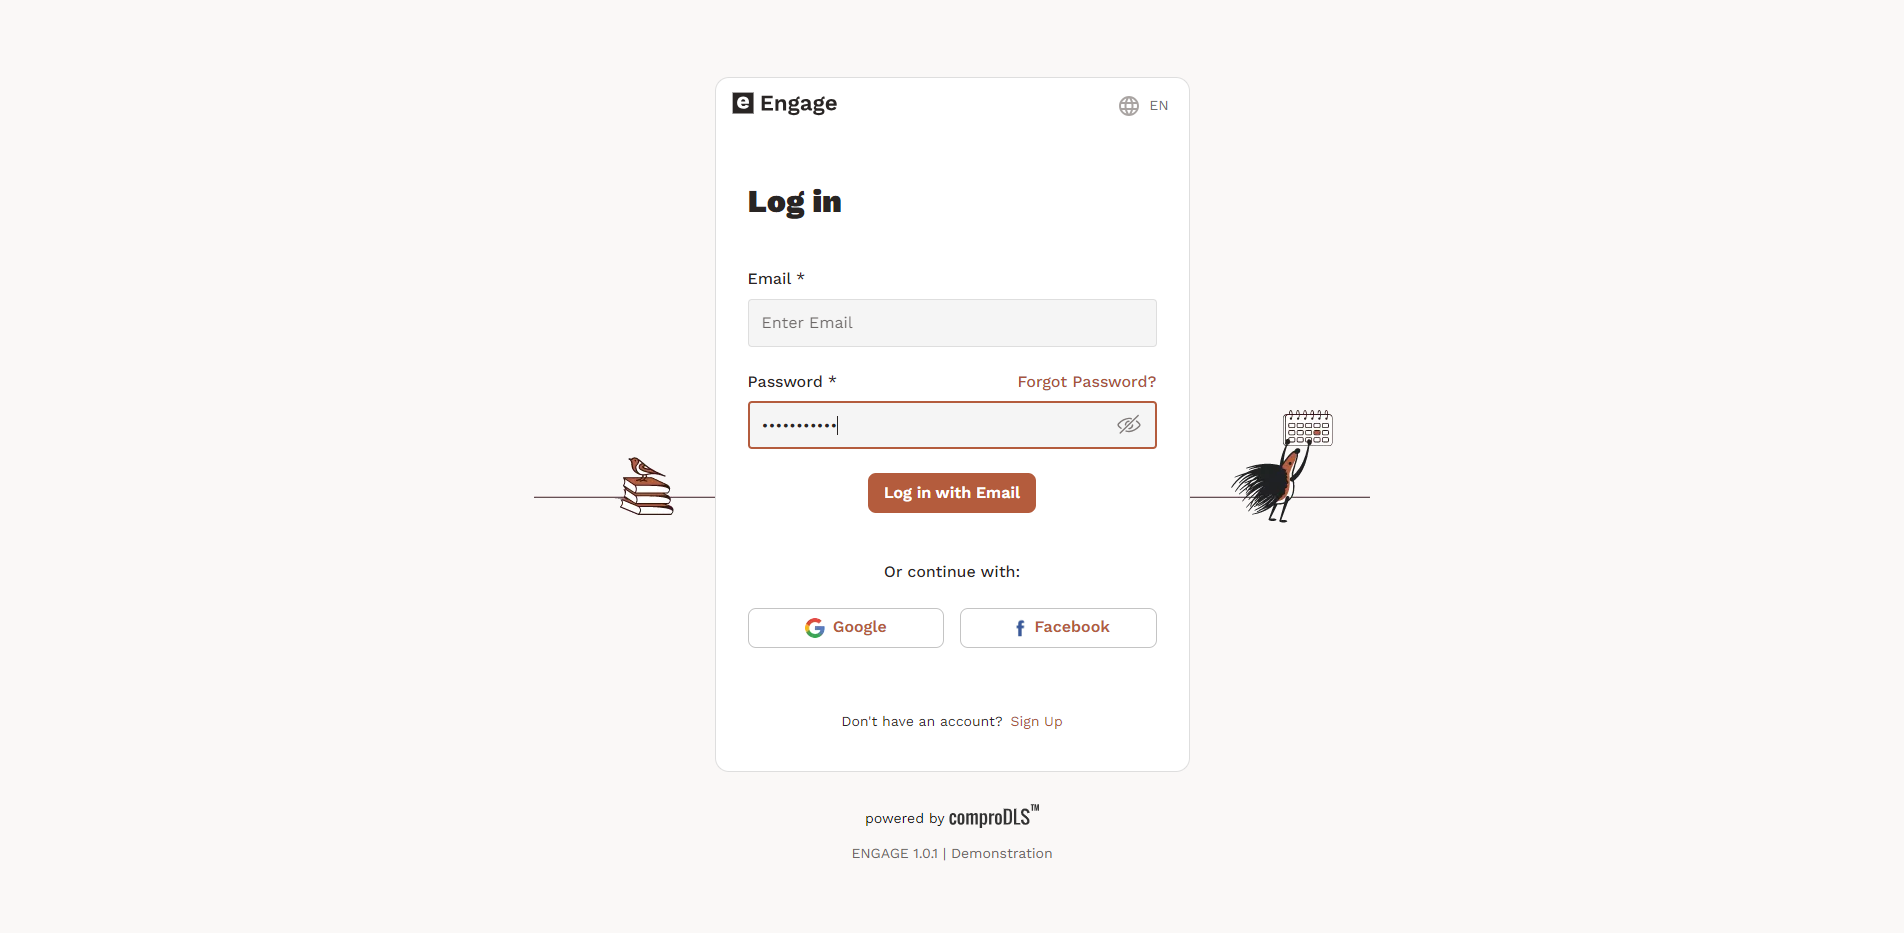 e Engage
EN
Log in
Email *
Enter Email
Password * Forgot Password?
•••••••••••
Log in with Email
Or continue with:
Google
Facebook
Don't have an account? Sign Up
powered by comproDLS™
ENGAGE 1.0.1 | Demonstration